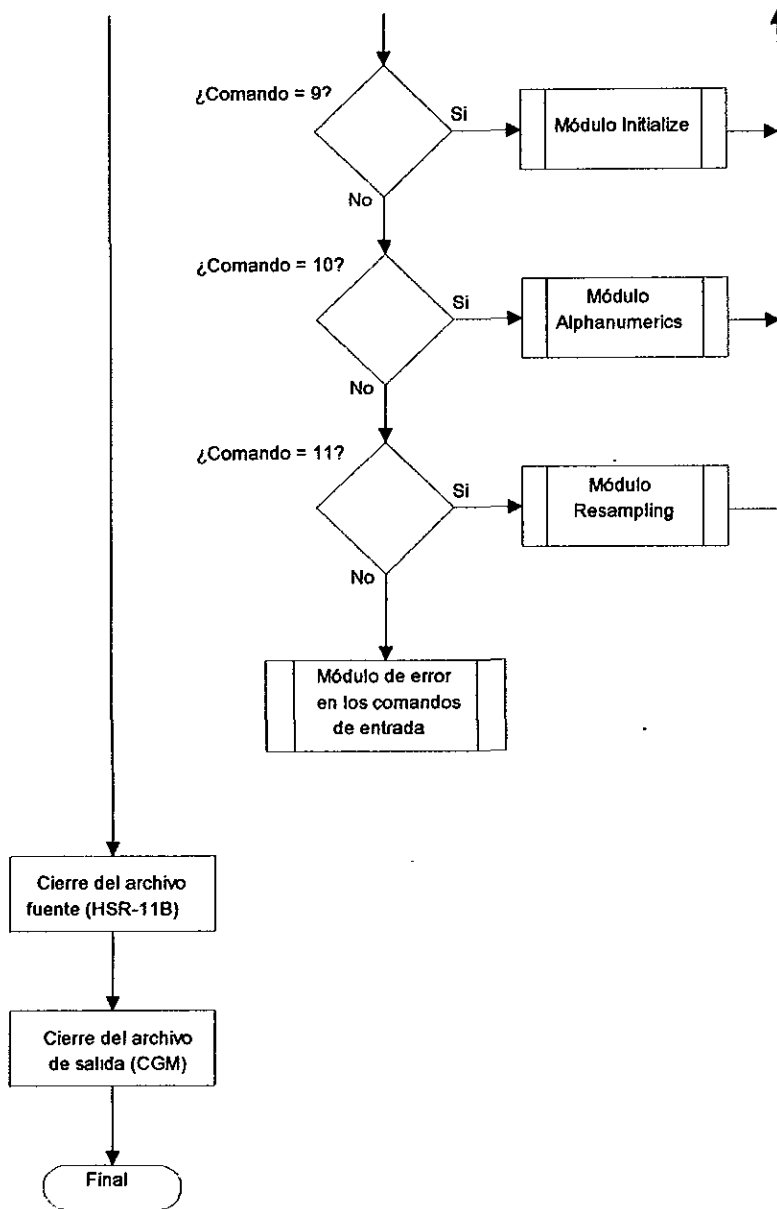 ¿Comando = 9?
Si
Módulo Initialize
No
¿Comando = 10?
Si
Módulo
Alphanumerics
No
¿Comando = 11?
Si
Módulo
Resampling
No
Módulo de error
en los comandos
de entrada
Cierre del archivo
fuente (HSR-11B)
Cierre del archivo
de salida (CGM)
Final